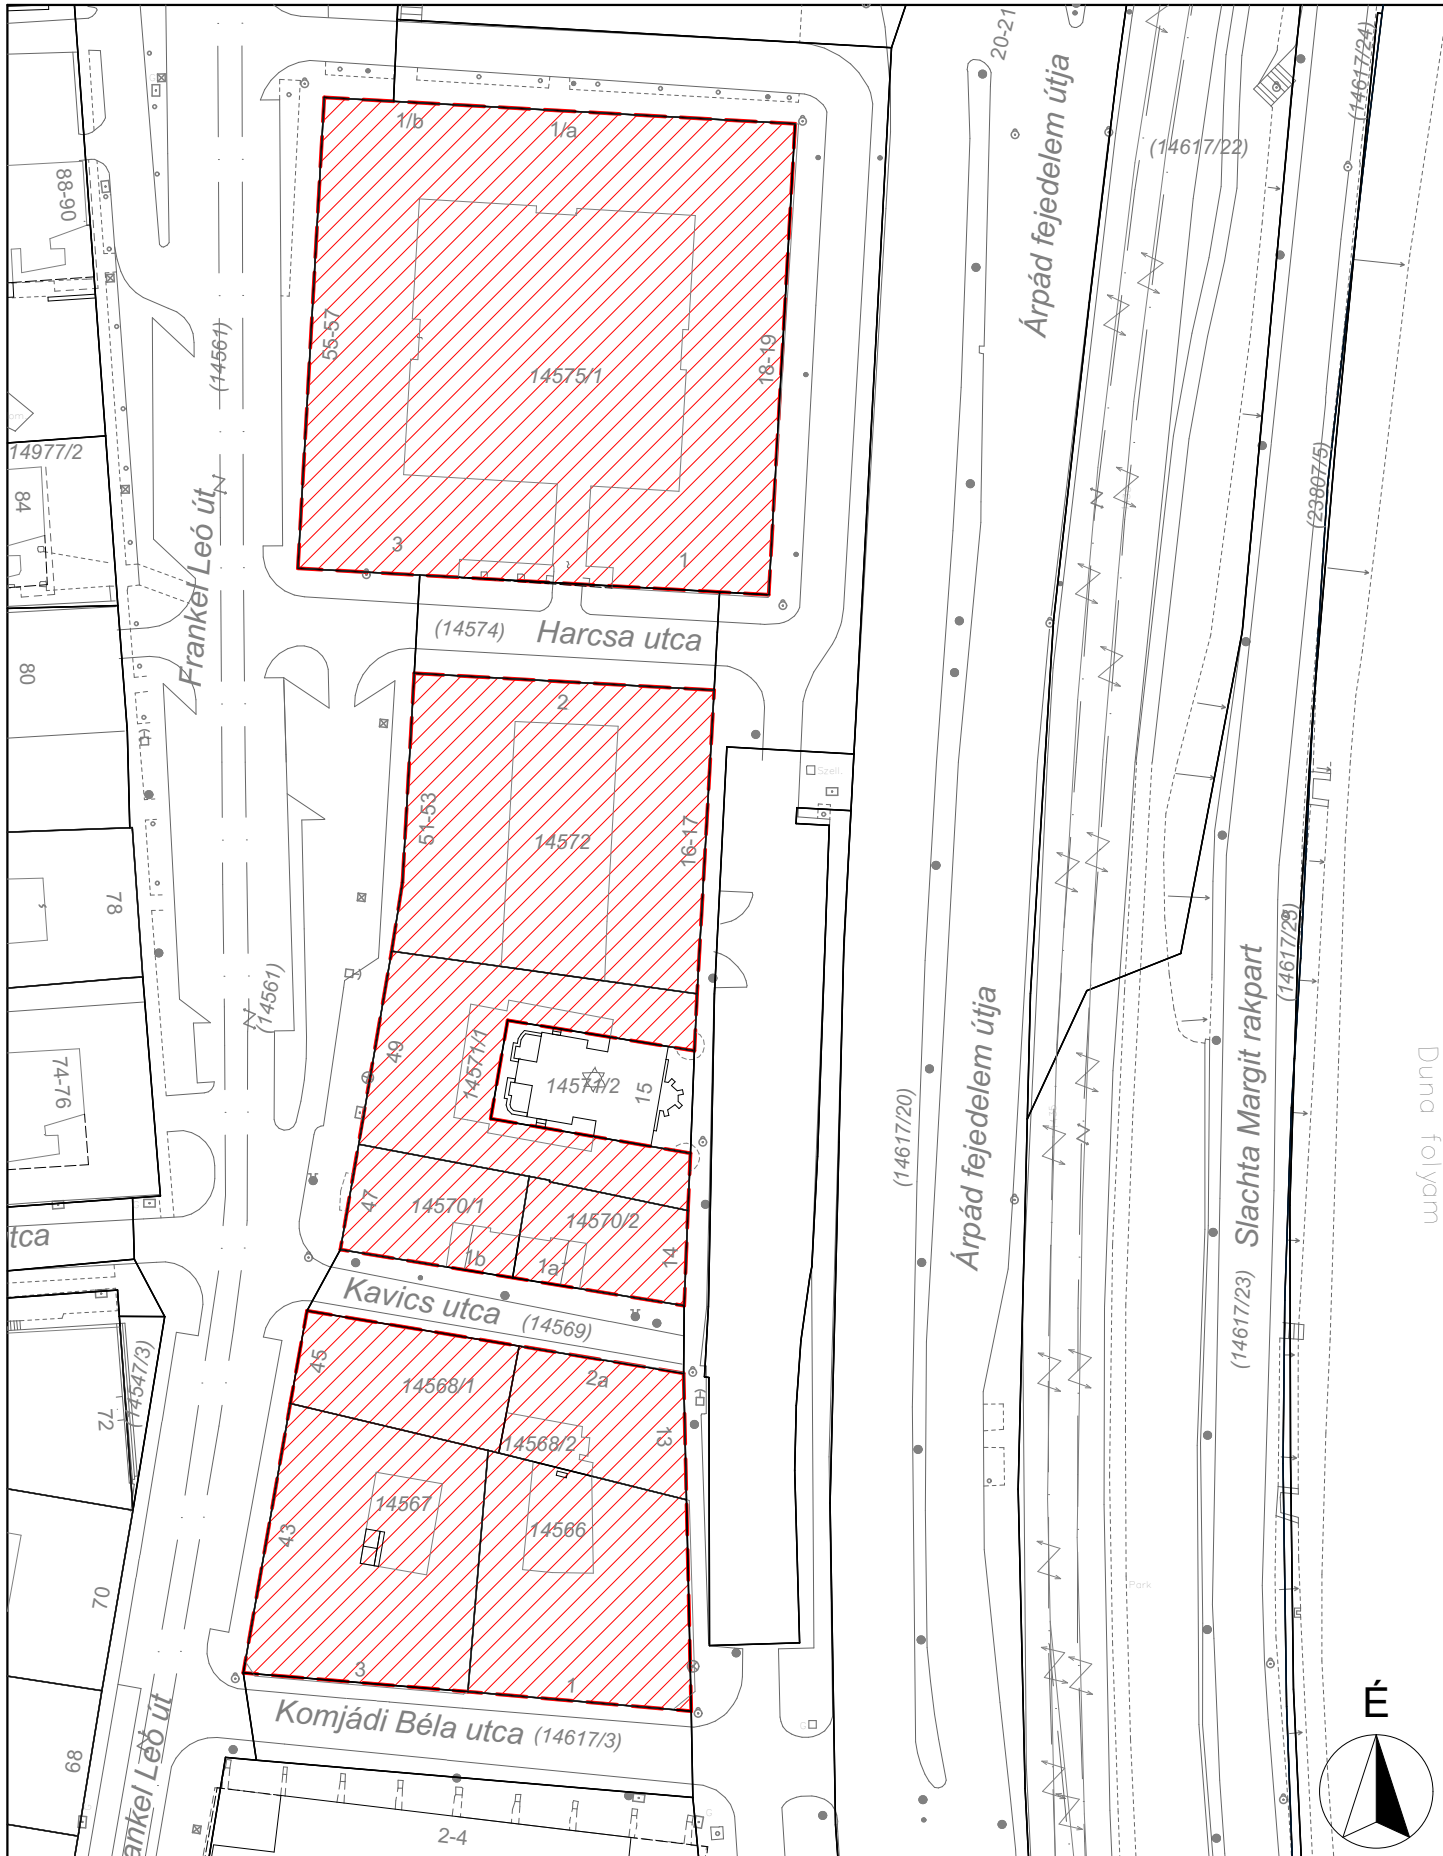 20-21
Árpád fejedelem útja
(14617/24)
(14617/22)
1/b
1/a
88-90
55-57
(14561)
18-19
14575/1
14977/2
84
Frankel Leó út
(23807/5)
3
1
(14574)
Harcsa utca
80
2
Szell.
51-53
14572
16-17
78
(14561)
(14617/25)
Árpád fejedelem útja
Slachta Margit rakpart
49
14571/1
14571/2
15
74-76
(14617/20)
Duna folyam
47
14570/1
14570/2
14
1b
1a
tca
Kavics utca
(14569)
(14617/23)
45
14568/1
2a
(14547/3)
72
13
14568/2
14567
14566
43
Park
70
3
1
É
Komjádi Béla utca
(14617/3)
68
ankel Leó út
2-4